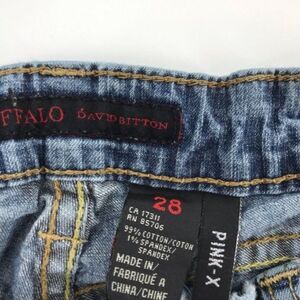 FFALO DAVID BITTON
28
CA 17311
RN 85706
99% COTTON/COTON
1% SPANDEX/
SPANDEX
MADE IN/
FABRIQUÉ À
CHINA/CHINE
PINK-X